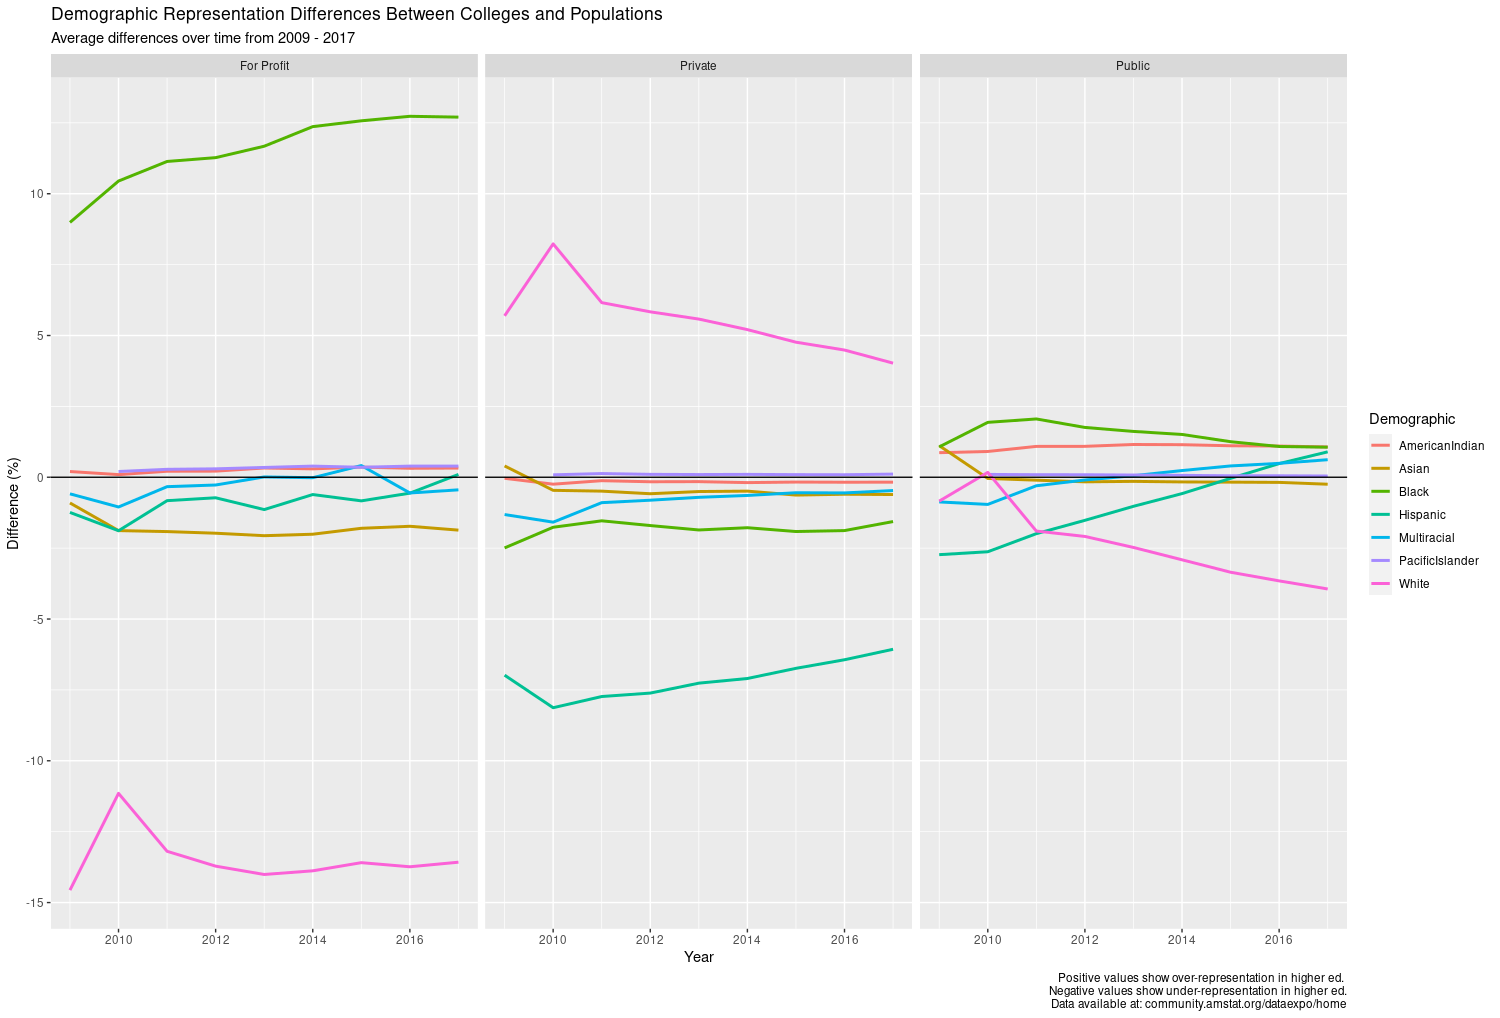 Demographic Representation Differences Between Colleges and Populations
Average differences over time from 2009 - 2017
For Profit
Private
Public
Difference (%)
10
5
0
-5
-10
-15
2010 2012 2014 2016
2010 2012 2014 2016
2010 2012 2014 2016
Year
Demographic
AmericanIndian
Asian
Black
Hispanic
Multiracial
PacificIslander
White
Positive values show over-representation in higher ed.
Negative values show under-representation in higher ed.
Data available at: community.amstat.org/dataexpo/home